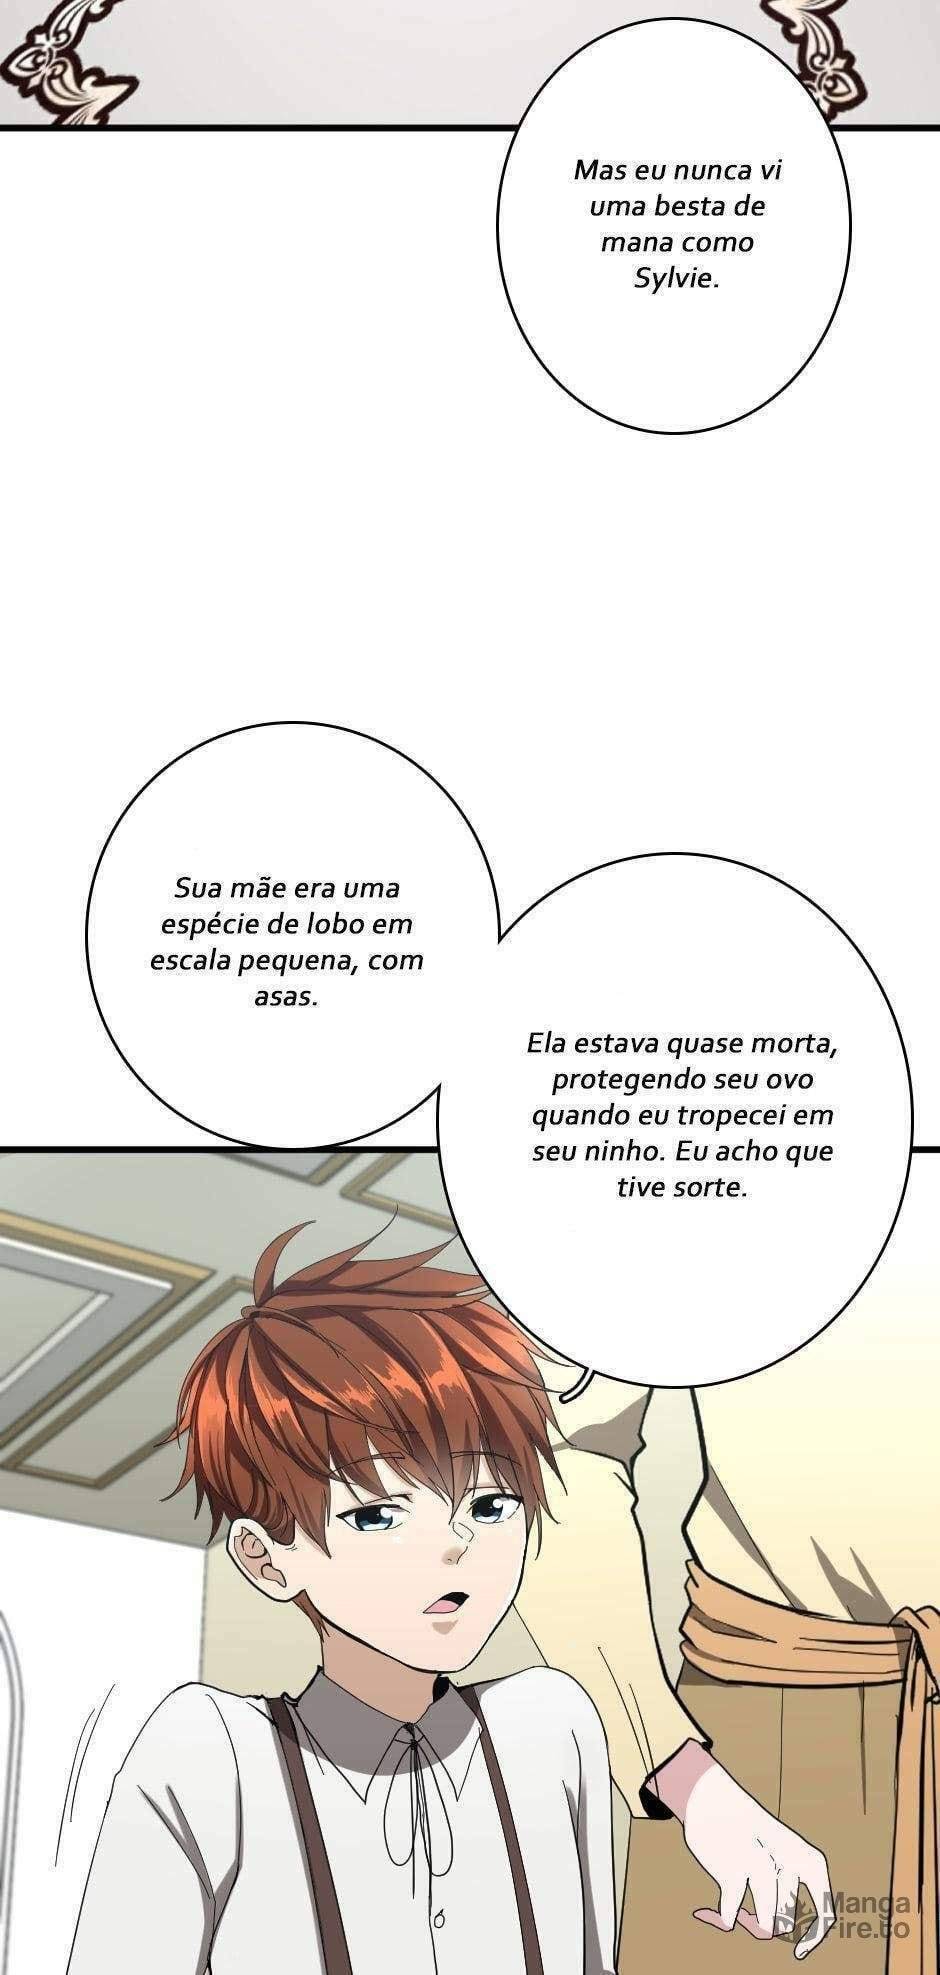 Mas eu nunca vi
uma besta de
mana como
Sylvie.
Sua mãe era uma
espécie de lobo em
escala pequena, com
asas.
Ela estava quase morta,
protegendo seu ovo
quando eu tropecei em
seu ninho. Eu acho que
tive sorte.
Manga
Fire.to